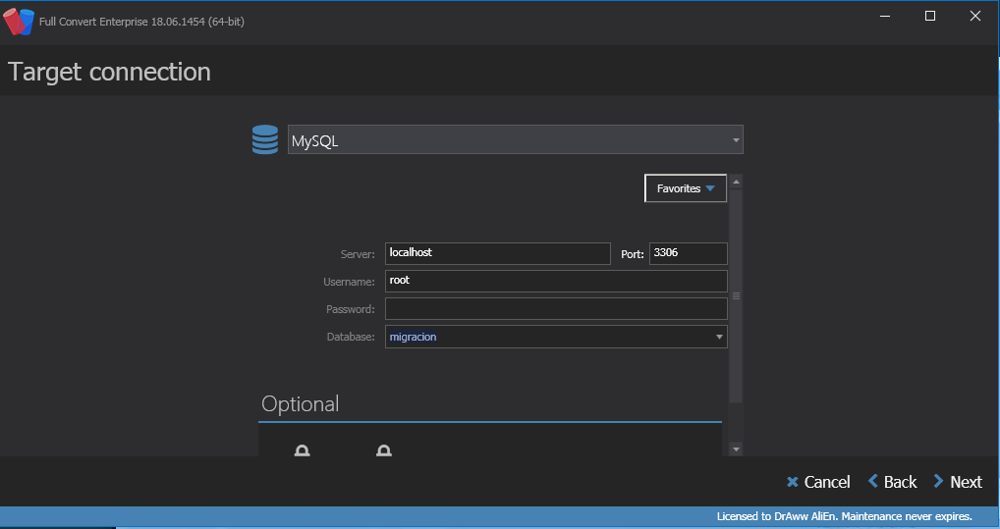 Full Convert Enterprise 18.06.1454 (64-bit)
Target connection
MySQL
Favorites
Server: localhost Port: 3306
Username: root
Password:
Database: migracion
Optional
Cancel Back Next
Licensed to DrAww AliEn. Maintenance never expires.